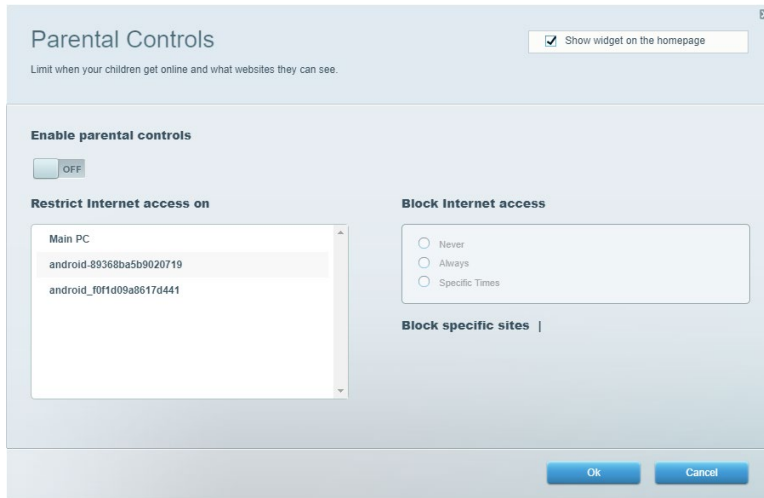 Parental Controls
Show widget on the homepage
Limit when your children get online and what websites they can see.
Enable parental controls
OFF
Restrict Internet access on
Main PC
android-89368ba5b9020719
android_f0f1d09a8617d441
Block Internet access
Never
Always
Specific Times
Block specific sites |
Ok
Cancel